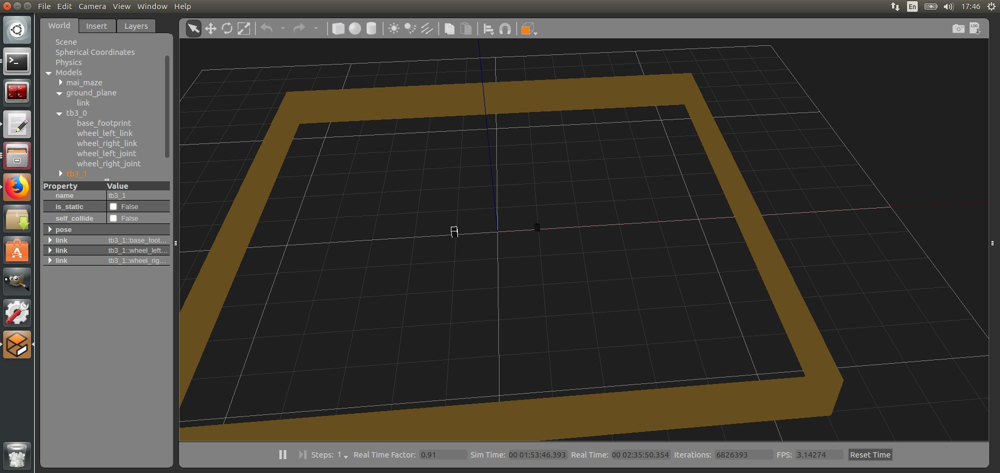 File Edit Camera View Window Help En 17:46
World Insert Layers
LOG
Scene
Spherical Coordinates
Physics
Models
mai_maze
ground_plane
link
tb3_0
base_footprint
wheel_left_link
wheel_right_link
wheel_left_joint
wheel_right_joint
tb3_1
Property Value
name tb3_1
is_static False
self_collide False
pose
link tb3_1::base_foot...
link tb3_1::wheel_left...
link tb3_1::wheel_rig...
Steps: 1 Real Time Factor: 0.91 Sim Time: 00 01:53:46.393 Real Time: 00 02:35:50.354 Iterations: 6826393 FPS: 3.14274 Reset Time